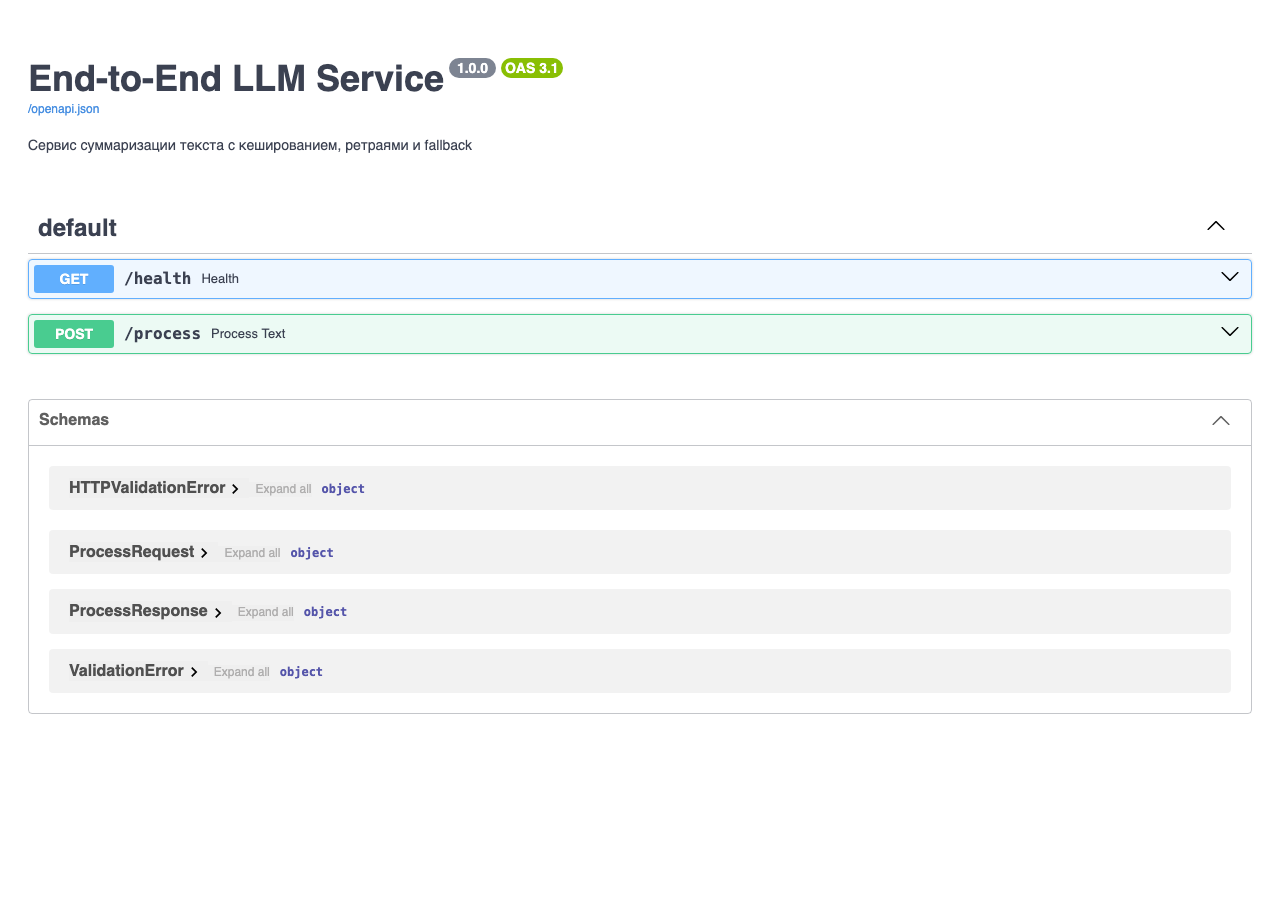 End-to-End LLM Service 1.0.0 OAS 3.1
/openapi.json
Сервис суммаризации текста с кешированием, ретраями и fallback
default
GET /health Health
POST /process Process Text
Schemas
HTTPValidationError Expand all object
ProcessRequest Expand all object
ProcessResponse Expand all object
ValidationError Expand all object